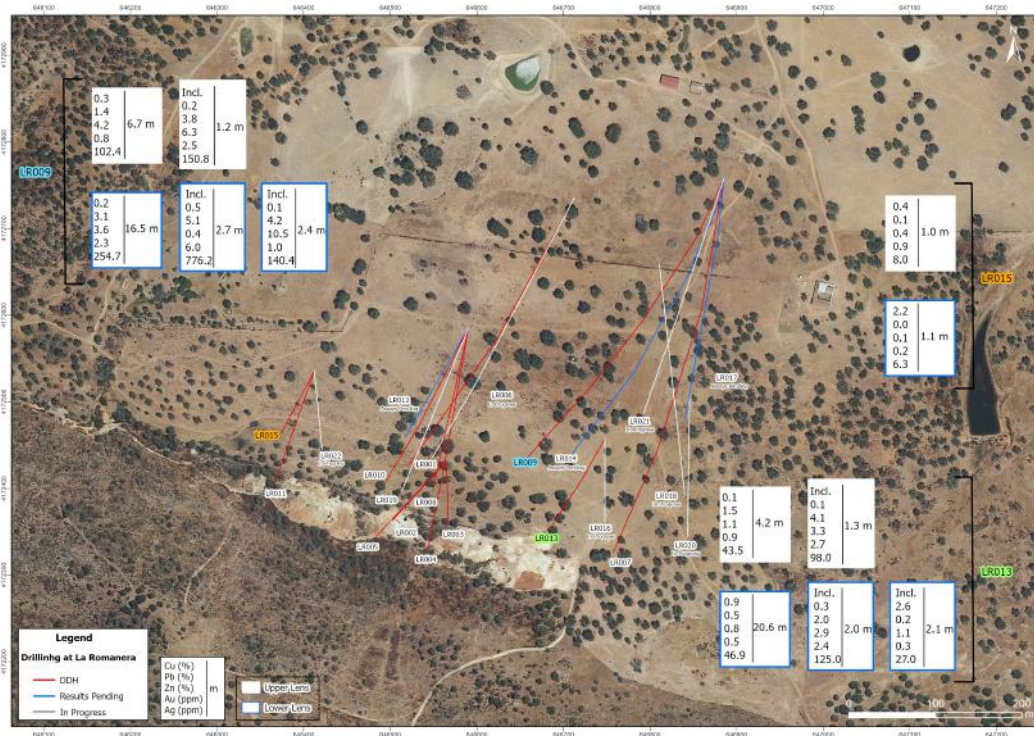 0.3
1.4
4.2
0.8
102.4
6.7 m
Incl.
0.2
3.8
6.3
2.5
150.8
1.2 m
LR009
0.2
3.1
3.6
2.3
254.7
16.5 m
Incl.
0.5
5.1
0.4
6.0
776.2
2.7 m
Incl.
0.1
4.2
10.5
1.0
140.4
2.4 m
0.4
0.1
0.4
0.9
8.0
1.0 m
LR015
2.2
0.0
0.1
0.2
6.3
1.1 m
LR012
LR006
LR017
LR021
LR015
LR022
LR011
LR010
LR001
LR019
LR008
LR009
LR014
LR018
LR002
LR003
LR005
LR004
LR013
LR016
LR007
LR020
0.1
1.5
1.1
0.9
43.5
4.2 m
Incl.
0.1
4.1
3.3
2.7
98.0
1.3 m
LR013
0.9
0.5
0.8
0.5
46.9
20.6 m
Incl.
0.3
2.0
2.9
2.4
125.0
2.0 m
Incl.
2.6
0.2
1.1
0.3
27.0
2.1 m
Legend
Drillinhg at La Romanera
DDH
Results Pending
In Progress
Cu (%)
Pb (%)
Zn (%)
Au (ppm)
Ag (ppm)
m
Upper Lens
Lower Lens
0 100 200
m